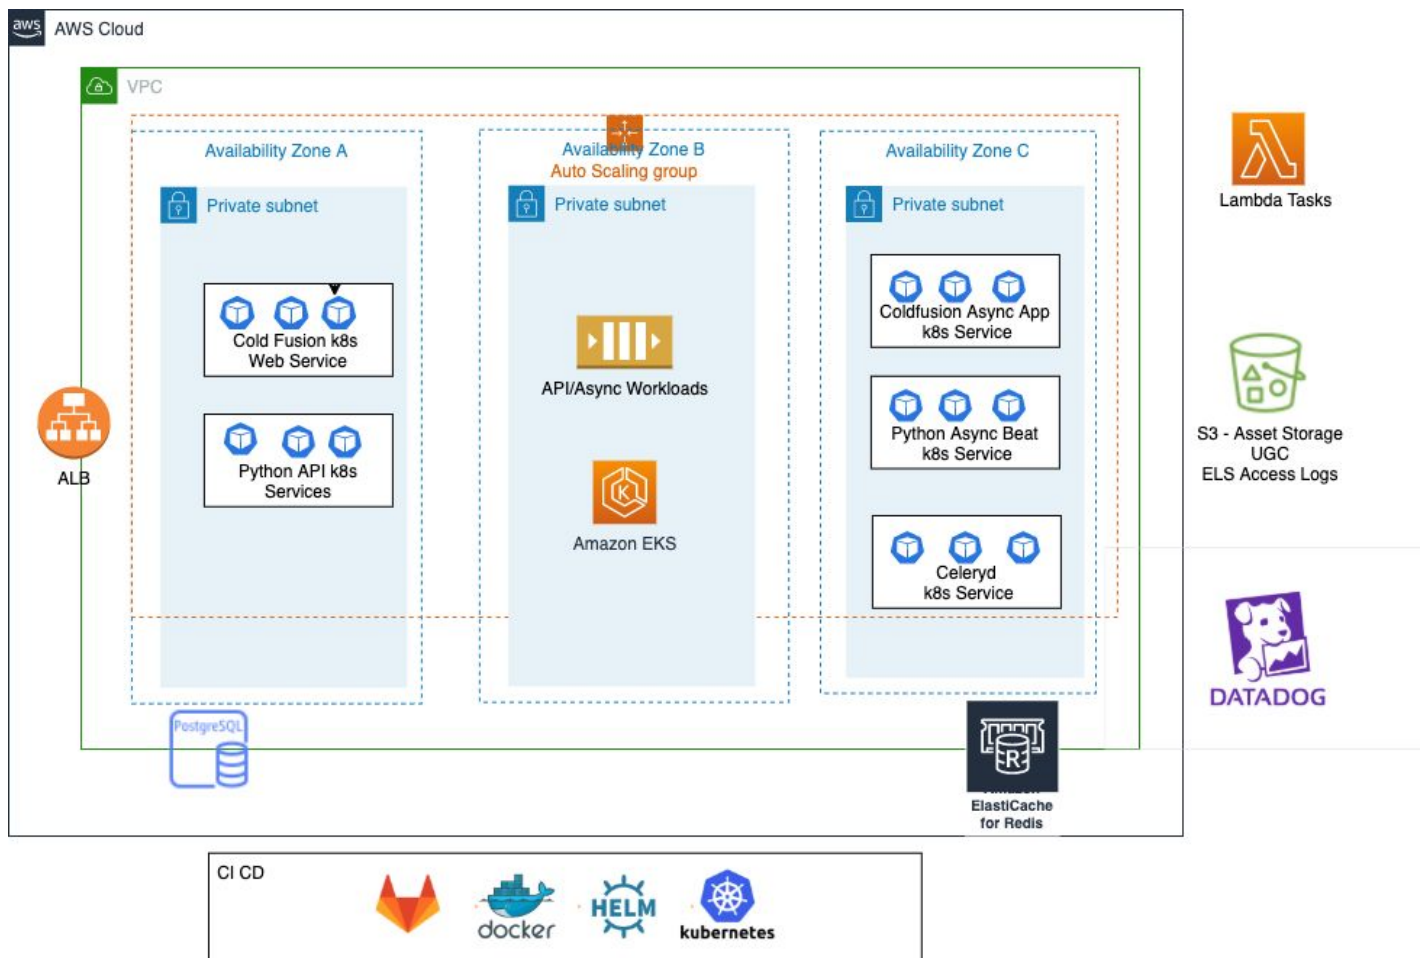 aws
AWS Cloud
VPC
Availability Zone A
Availability Zone B
Auto Scaling group
Availability Zone C
Private subnet
Private subnet
Private subnet
Cold Fusion k8s
Web Service
Python API k8s
Services
API/Async Workloads
K
Amazon EKS
Coldfusion Async App
k8s Service
Python Async Beat
k8s Service
Celeryd
k8s Service
ALB
Lambda Tasks
S3 - Asset Storage
UGC
ELS Access Logs
DATADOG
PostgreSQL
R
Amazon
ElastiCache
for Redis
CI CD
docker
HELM
kubernetes